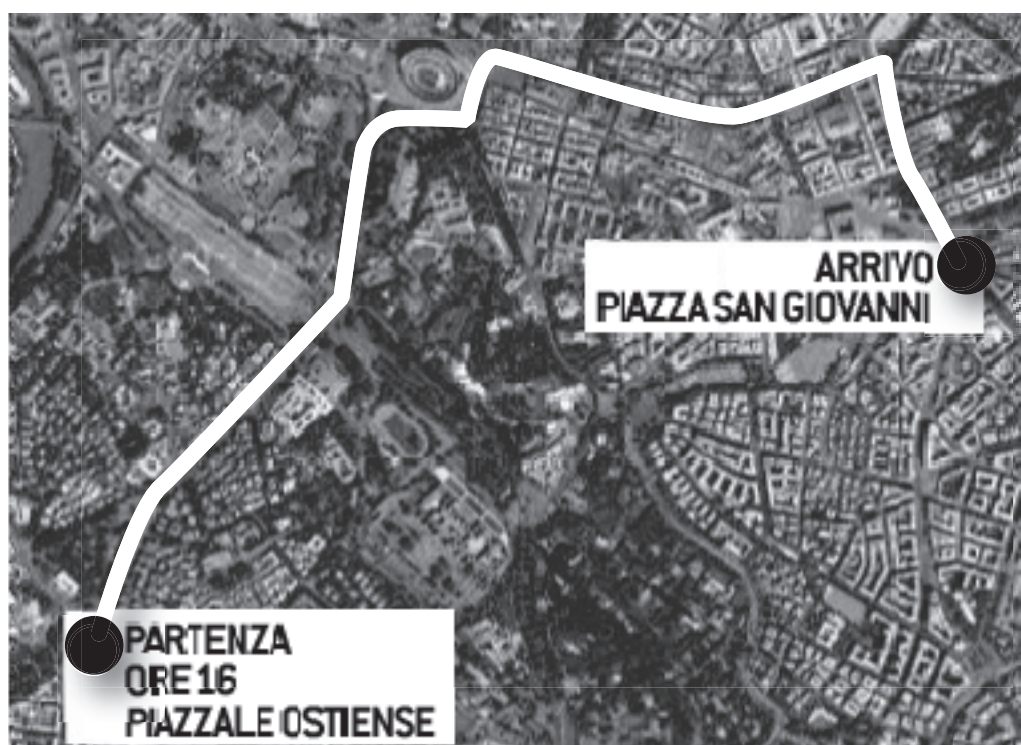 ARRIVO
PIAZZA SAN GIOVANNI
PARTENZA
ORE 16
PIAZZALE OSTIENSE